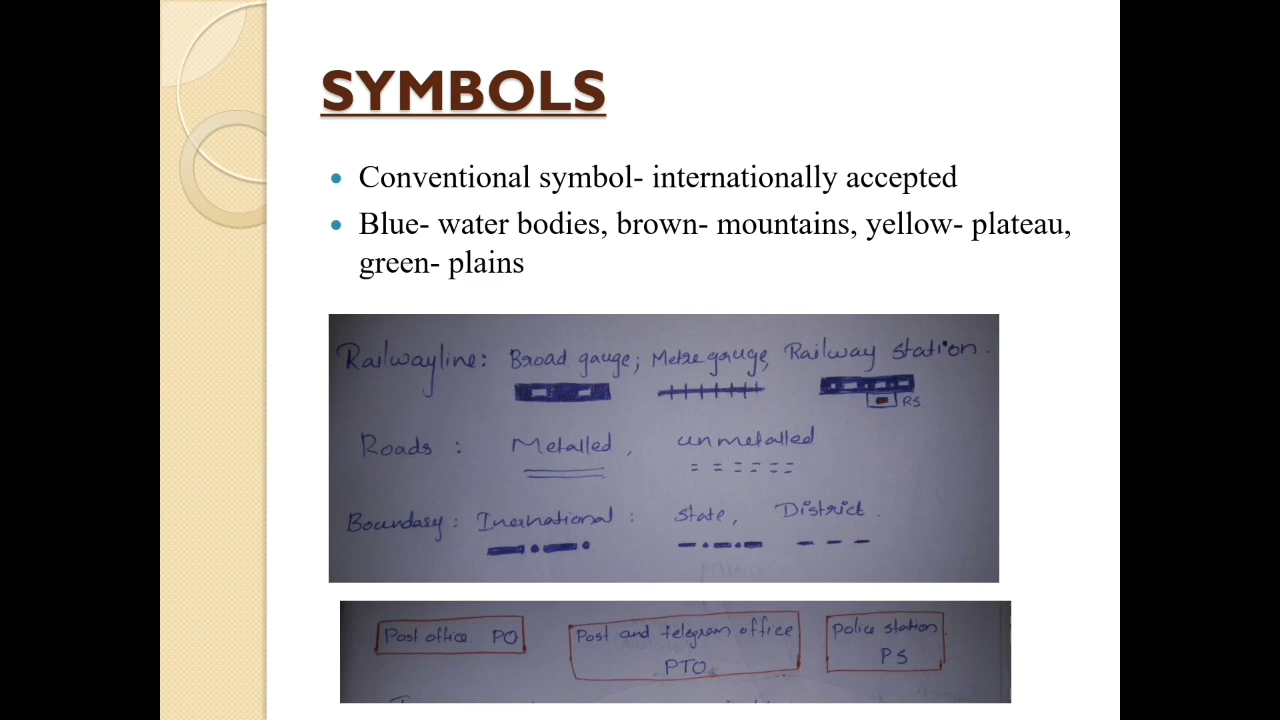 SYMBOLS
Conventional symbol- internationally accepted
Blue- water bodies, brown- mountains, yellow- plateau,
green- plains
Railwayline: Broad gauge; Metre gauge, Railway station.
RS
Roads : Metalled, unmetalled
Boundary: Inernational: state, District.
Post office. PO
Post and telegram office
PTO.
Police station
PS